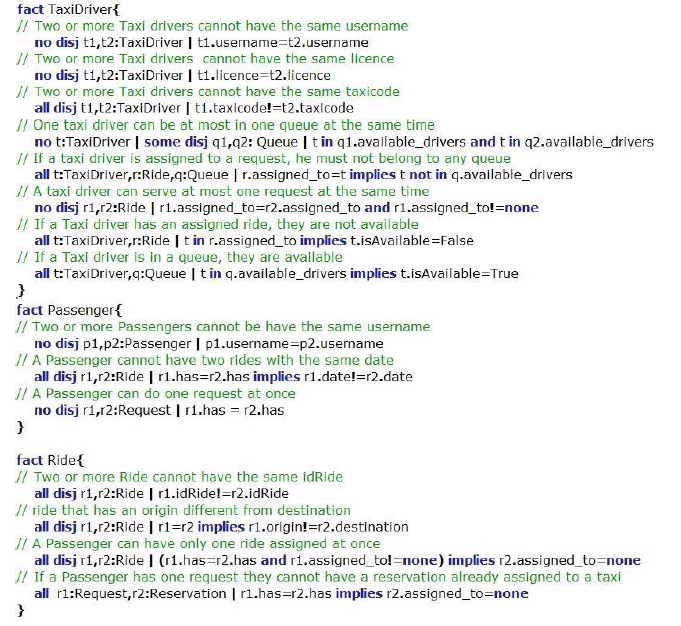 fact TaxiDriver{
// Two or more Taxi drivers cannot have the same username
no disj t1,t2:TaxiDriver | t1.username=t2.username
// Two or more Taxi drivers cannot have the same licence
no disj t1,t2:TaxiDriver | t1.licence=t2.licence
// Two or more Taxi drivers cannot have the same taxicode
all disj t1,t2:TaxiDriver | t1.taxicode!=t2.taxicode
// One taxi driver can be at most in one queue at the same time
no t:TaxiDriver | some disj q1,q2: Queue | t in q1.available_drivers and t in q2.available_drivers
// If a taxi driver is assigned to a request, he must not belong to any queue
all t:TaxiDriver,r:Ride,q:Queue | r.assigned_to=t implies t not in q.available_drivers
// A taxi driver can serve at most one request at the same time
no disj r1,r2:Ride | r1.assigned_to=r2.assigned_to and r1.assigned_to!=none
// If a Taxi driver has an assigned ride, they are not available
all t:TaxiDriver,r:Ride | t in r.assigned_to implies t.isAvailable=False
// If a Taxi driver is in a queue, they are available
all t:TaxiDriver,q:Queue | t in q.available_drivers implies t.isAvailable=True
}
fact Passenger{
// Two or more Passengers cannot be have the same username
no disj p1,p2:Passenger | p1.username=p2.username
// A Passenger cannot have two rides with the same date
all disj r1,r2:Ride | r1.has=r2.has implies r1.date!=r2.date
// A Passenger can do one request at once
no disj r1,r2:Request | r1.has = r2.has
}
fact Ride{
// Two or more Ride cannot have the same idRide
all disj r1,r2:Ride | r1.idRide!=r2.idRide
// ride that has an origin different from destination
all disj r1,r2:Ride | r1=r2 implies r1.origin!=r2.destination
// A Passenger can have only one ride assigned at once
all disj r1,r2:Ride | (r1.has=r2.has and r1.assigned_to!=none) implies r2.assigned_to=none
// If a Passenger has one request they cannot have a reservation already assigned to a taxi
all r1:Request,r2:Reservation | r1.has=r2.has implies r2.assigned_to=none
}